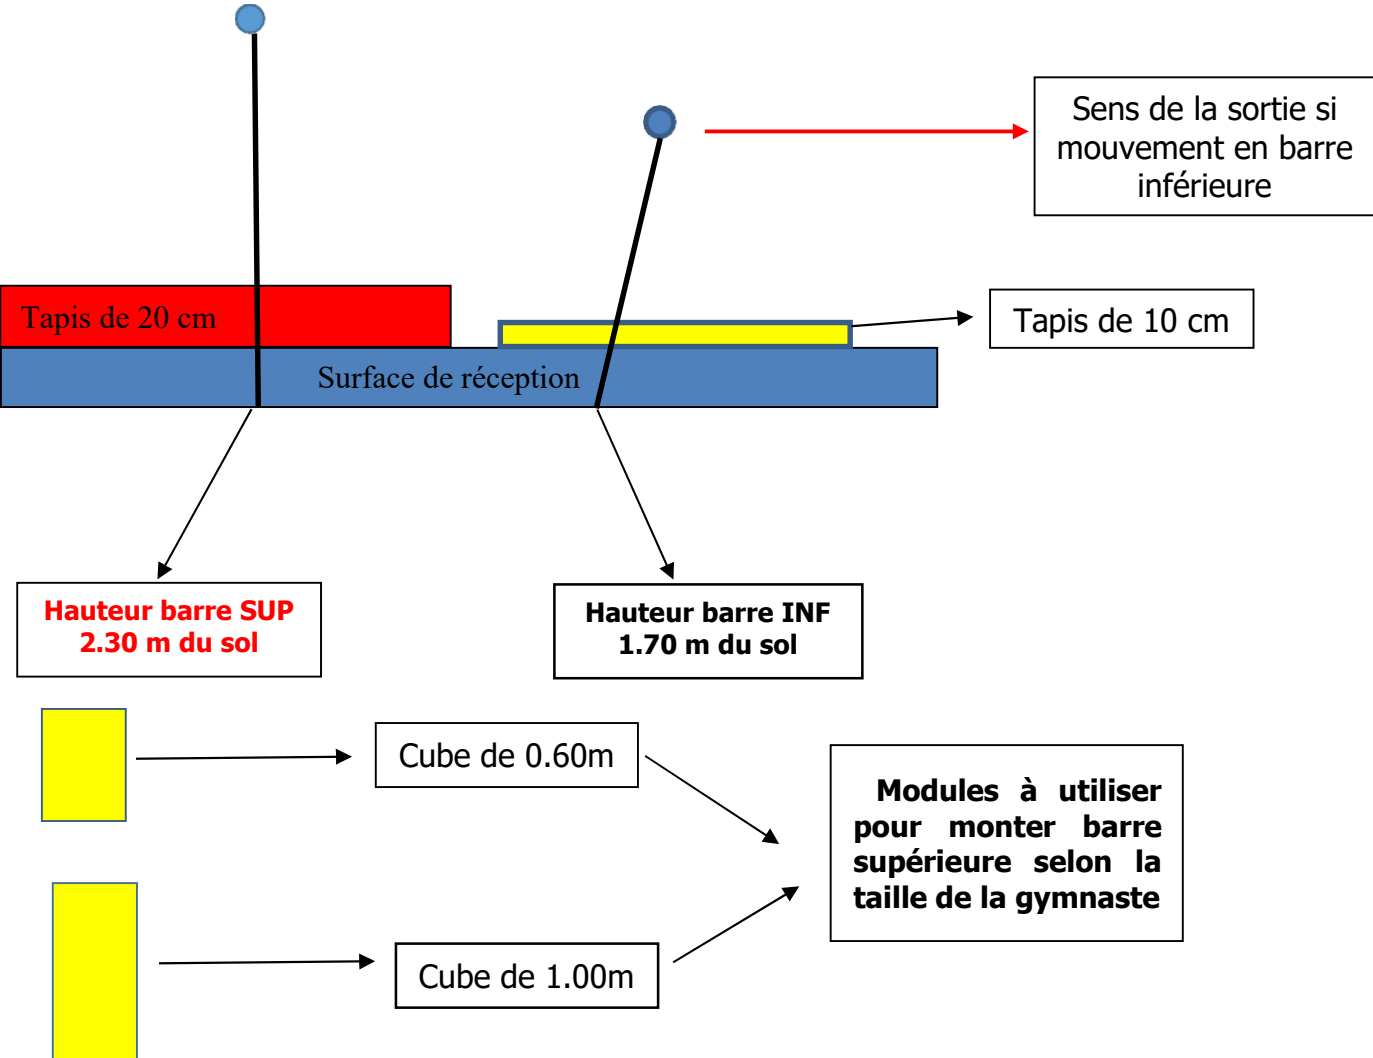 Sens de la sortie si
mouvement en barre
inférieure
Tapis de 20 cm
Tapis de 10 cm
Surface de réception
Hauteur barre SUP
2.30 m du sol
Hauteur barre INF
1.70 m du sol
Cube de 0.60m
Modules à utiliser
pour monter barre
supérieure selon la
taille de la gymnaste
Cube de 1.00m